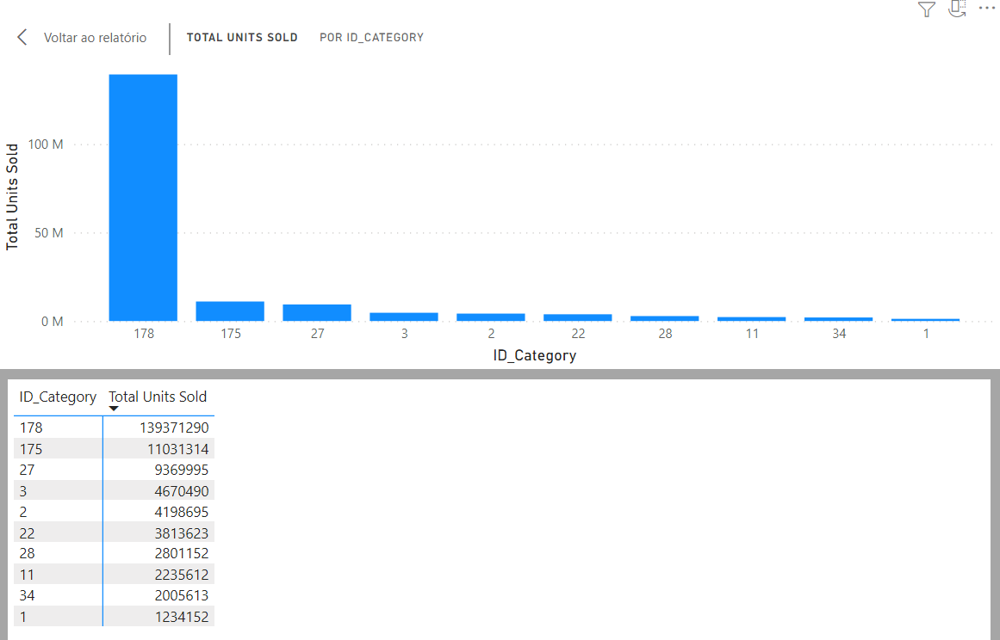 Voltar ao relatório TOTAL UNITS SOLD POR ID_CATEGORY
Total Units Sold
100 M
50 M
0 M
178 175 27 3 2 22 28 11 34 1
ID_Category
ID_Category Total Units Sold
178 139371290
175 11031314
27 9369995
3 4670490
2 4198695
22 3813623
28 2801152
11 2235612
34 2005613
1 1234152